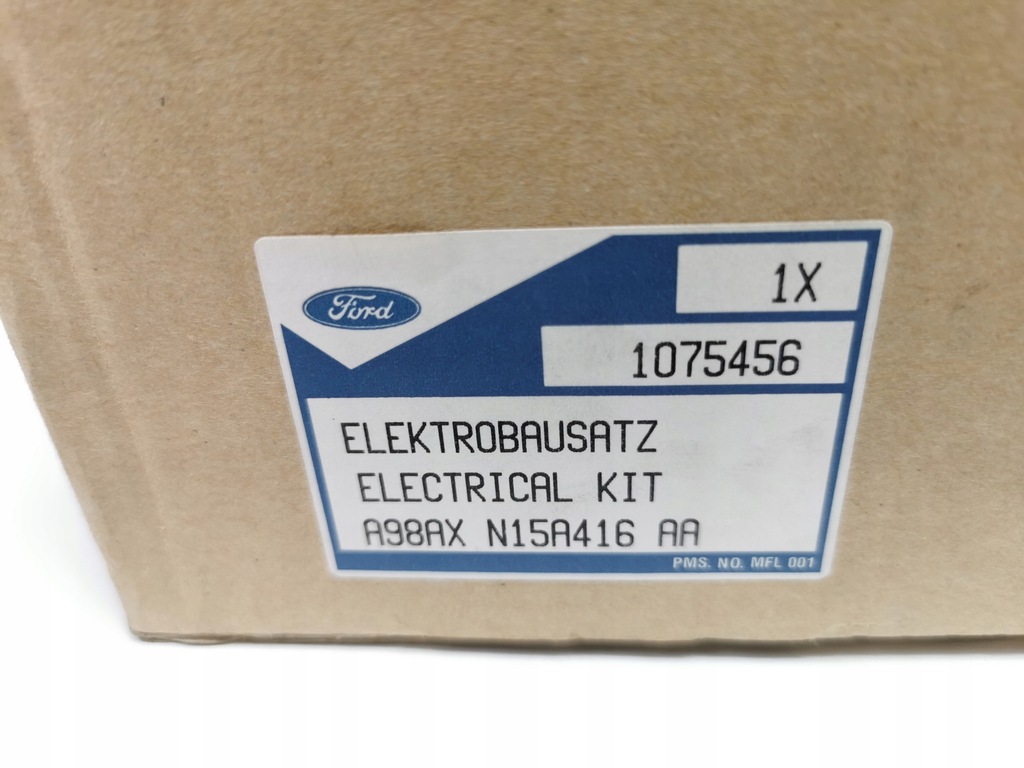 Ford
1X
1075456
ELEKTROBAUSATZ
ELECTRICAL KIT
A98AX N15A416 AA
PMS. NO. MFL 001